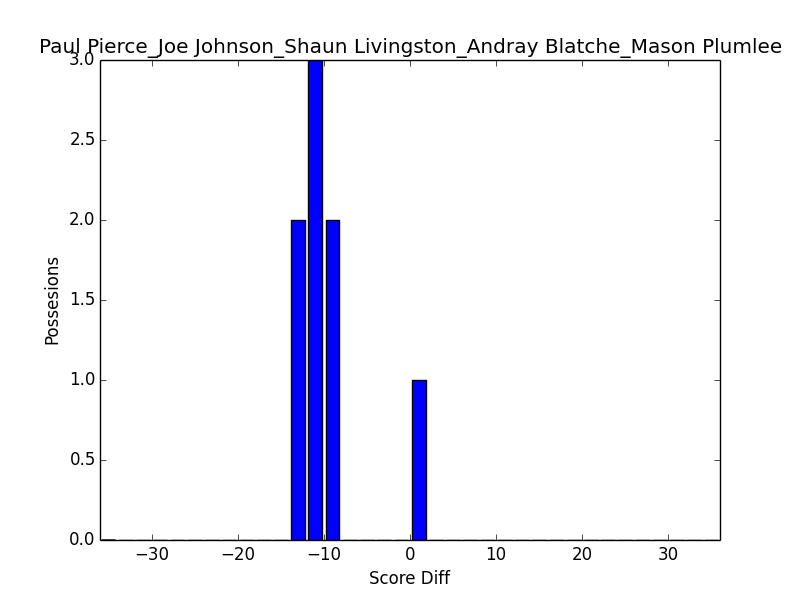 Paul Pierce_Joe Johnson_Shaun Livingston_Andray Blatche_Mason Plumlee
3.0
2.5
2.0
1.5
1.0
0.5
0.0
Possesions
−30 −20 −10 0 10 20 30
Score Diff